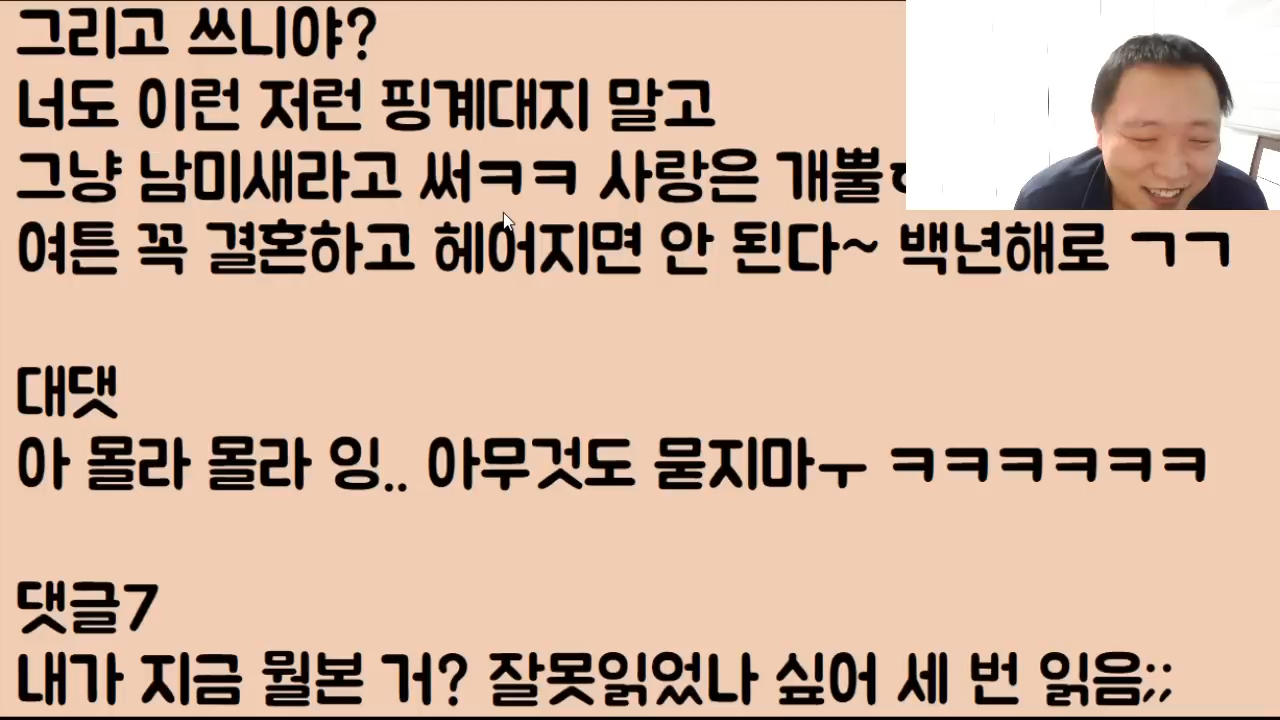 그리고 쓰니야?
너도 이런 저런 핑계대지 말고
그냥 남미새라고 써ㅋㅋ 사랑은 개뿔ㅎ
여튼 꼭 결혼하고 헤어지면 안 된다~ 백년해로 ㄱㄱ
대댓
아 몰라 몰라 잉.. 아무것도 묻지마ㅜ ㅋㅋㅋㅋㅋㅋ
댓글7
내가 지금 뭘본 거? 잘못읽었나 싶어 세 번 읽음;;